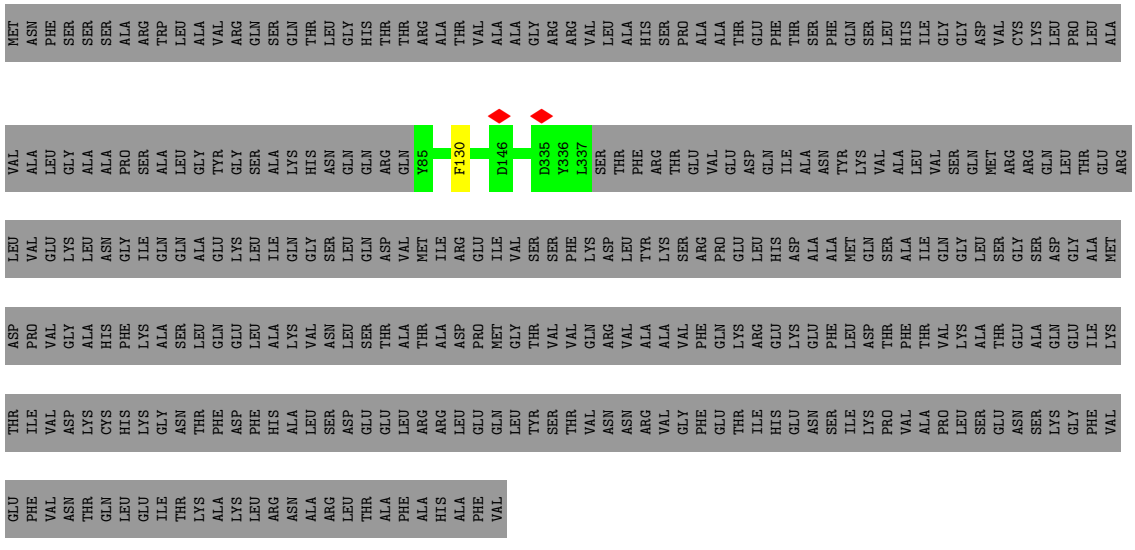 MET ASN PHE SER SER SER ALA ARG TRP LEU ALA VAL ARG GLN SER GLN THR LEU GLY HIS THR THR ARG ALA THR VAL ALA ALA GLY ARG ARG VAL LEU ALA HIS SER PRO ALA ALA THR GLU PHE THR SER PHE GLN SER LEU HIS ILE GLY GLY ASP VAL CYS LYS LEU PRO LEU ALA
VAL ALA LEU GLY ALA ALA PRO SER ALA LEU GLY TYR GLY SER ALA LYS HIS ASN GLN GLN ARG GLN Y85 F130 D146 D335 Y336 L337 SER THR PHE ARG THR GLU VAL GLU ASP GLN ILE ALA ASN TYR LYS VAL ALA LEU VAL SER GLN MET ARG ARG GLN LEU THR GLU ARG
LEU VAL GLU LYS LEU ASN GLY ILE GLN GLN ALA GLU LYS LEU ILE GLN GLY SER LEU GLN ASP VAL MET ILE ARG GLU ILE VAL SER SER PHE LYS ASP LEU TYR LYS SER ARG PRO GLU LEU HIS ASP ALA ALA MET GLN SER ALA ILE GLN GLY LEU SER GLY SER ASP GLY ALA MET
ASP PRO VAL GLY ALA HIS PHE LYS ALA SER LEU GLN GLU LEU ALA LYS VAL ASN LEU SER THR ALA THR ALA ASP PRO MET GLY THR VAL VAL GLN ARG VAL ALA ALA VAL PHE GLN LYS ARG GLU LYS GLU PHE LEU ASP THR PHE THR VAL LYS ALA THR GLU ALA GLN GLU ILE LYS
THR ILE VAL ASP LYS CYS HIS LYS GLY ASN THR PHE ASP PHE HIS ALA LEU SER ASP GLU GLU LEU ARG ARG LEU GLU GLN LEU TYR SER THR VAL ASN ASN ARG VAL GLY PHE GLU THR ILE HIS GLU ASN SER ILE LYS PRO VAL ALA PRO LEU SER GLU ASN SER LYS GLY PHE VAL
GLU PHE VAL ASN THR GLN LEU GLU ILE THR LYS ALA LYS LEU ARG ASN ALA ARG LEU THR ALA PHE ALA HIS ALA PHE VAL